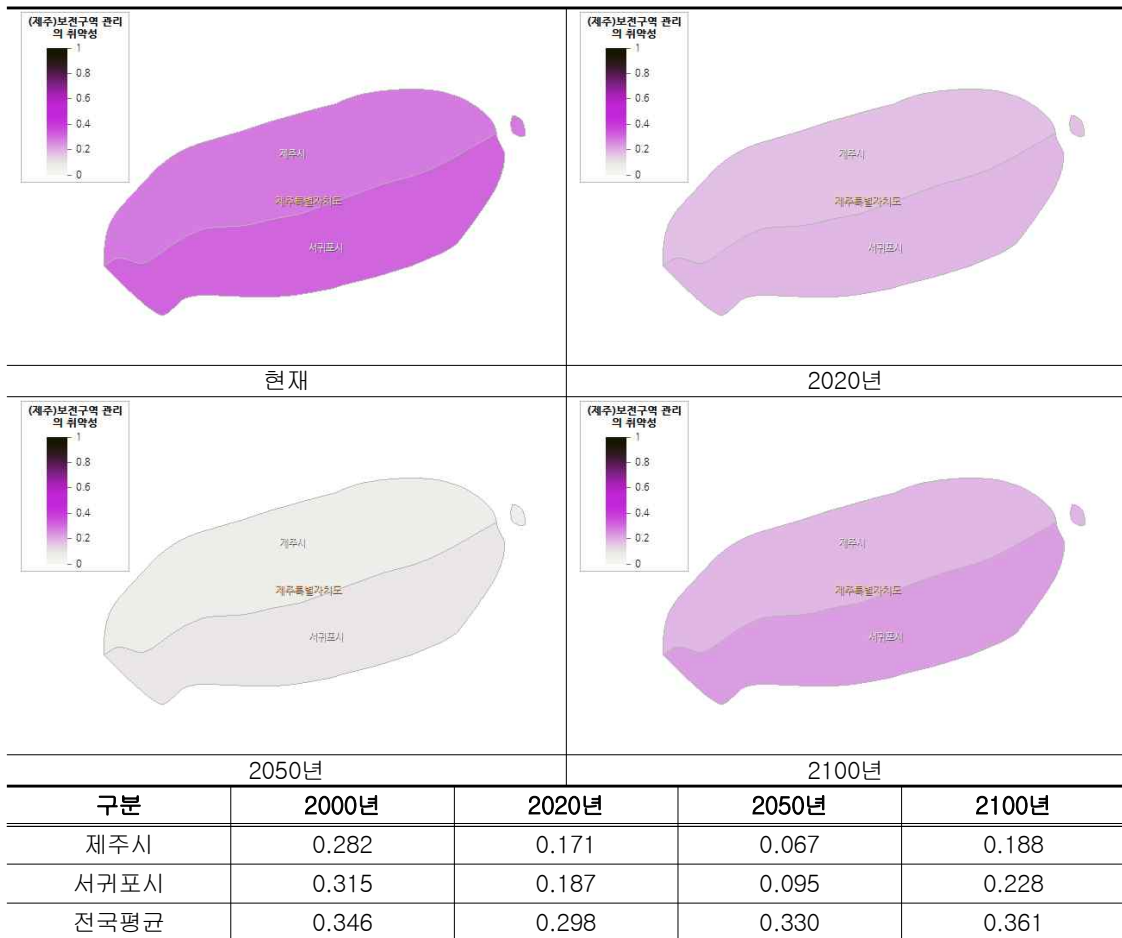 (제주)보전구역 관리
의 취약성
1
0.8
0.6
0.4
0.2
0
제주시
제주특별자치도
서귀포시
(제주)보전구역 관리
의 취약성
1
0.8
0.6
0.4
0.2
0
제주시
제주특별자치도
서귀포시
현재 2020년
(제주)보전구역 관리
의 취약성
1
0.8
0.6
0.4
0.2
0
제주시
제주특별자치도
서귀포시
(제주)보전구역 관리
의 취약성
1
0.8
0.6
0.4
0.2
0
제주시
제주특별자치도
서귀포시
2050년 2100년
구분 2000년 2020년 2050년 2100년
제주시 0.282 0.171 0.067 0.188
서귀포시 0.315 0.187 0.095 0.228
전국평균 0.346 0.298 0.330 0.361